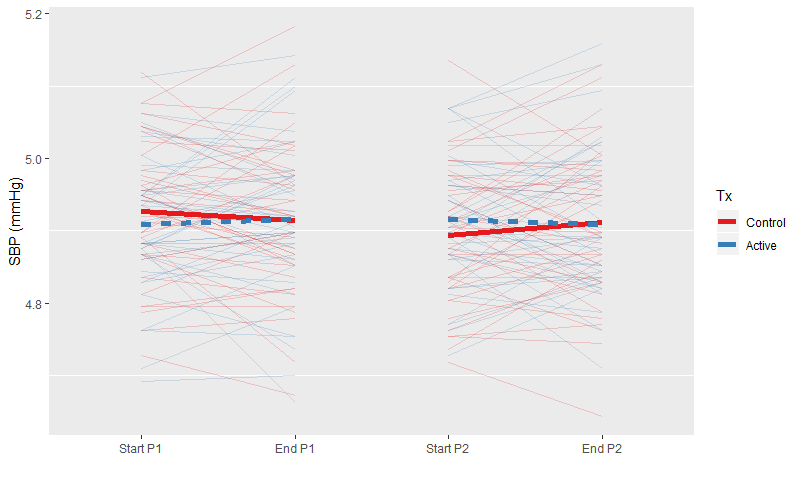 5.2
5.0
4.8
SBP (mmHg)
Start P1
End P1
Start P2
End P2
Tx
Control
Active